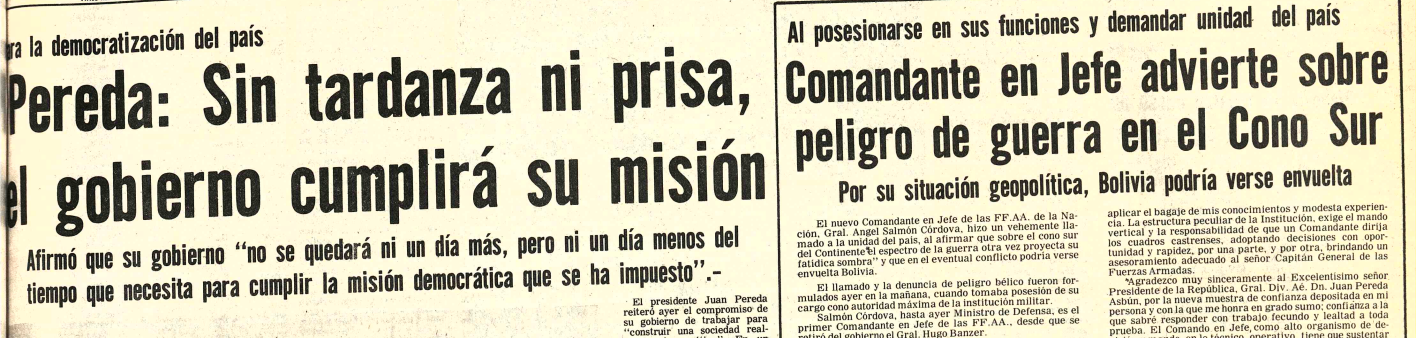 ra la democratización del país
Pereda: Sin tardanza ni prisa,
el gobierno cumplirá su misión
Afirmó que su gobierno “no se quedará ni un día más, pero ni un día menos del
tiempo que necesita para cumplir la misión democrática que se ha impuesto”.-
El presidente Juan Pereda
reiteró ayer el compromiso de
su gobierno de trabajar para
“construir una sociedad real-
Al posesionarse en sus funciones y demandar unidad del país
Comandante en Jefe advierte sobre
peligro de guerra en el Cono Sur
Por su situación geopolítica, Bolivia podría verse envuelta
El nuevo Comandante en Jefe de las FF.AA. de la Na-
ción, Gral. Angel Salmón Córdova, hizo un vehemente lla-
mado a la unidad del país, al afirmar que sobre el cono sur
del Continente “el espectro de la guerra otra vez proyecta su
fatídica sombra” y que en el eventual conflicto podría verse
envuelta Bolivia.
El llamado y la denuncia de peligro bélico fueron for-
mulados ayer en la mañana, cuando tomaba posesión de su
cargo como autoridad máxima de la institución militar.
Salmón Córdova, hasta ayer Ministro de Defensa, es el
primer Comandante en Jefe de las FF.AA., desde que se
retiró del gobierno el Gral. Hugo Banzer.
aplicar el bagaje de mis conocimientos y modesta experien-
cia. La estructura peculiar de la Institución, exige el mando
vertical y la responsabilidad de que un Comandante dirija
los cuadros castrenses, adoptando decisiones con opor-
tunidad y rapidez, por una parte, y por otra, brindando un
asesoramiento adecuado al señor Capitán General de las
Fuerzas Armadas.
“Agradezco muy sinceramente al Excelentísimo señor
Presidente de la República, Gral. Div. Aé. Dn. Juan Pereda
Asbún, por la nueva muestra de confianza depositada en mi
persona y con la que me honra en grado sumo; confianza a la
que sabré responder con trabajo fecundo y lealtad a toda
prueba. El Comando en Jefe, como alto organismo de de-
tiene que sustentar